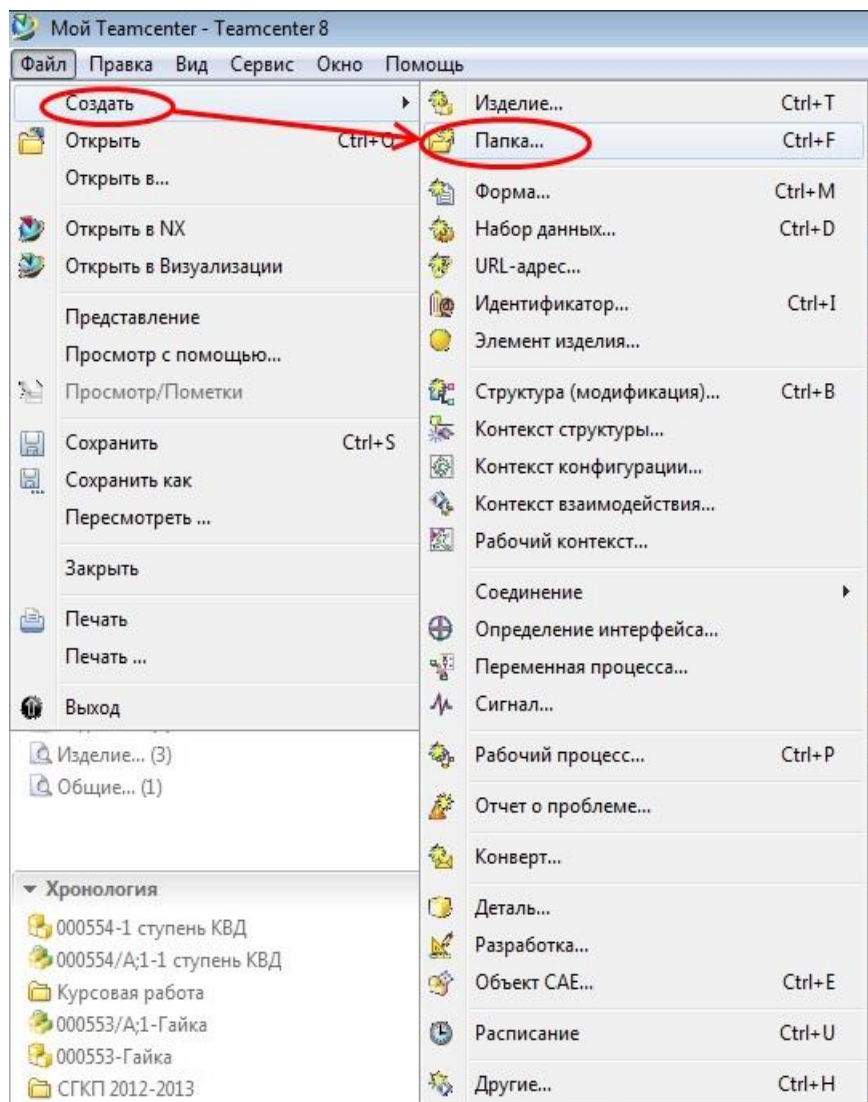 Мой Teamcenter - Teamcenter 8
Файл Правка Вид Сервис Окно Помощь
Создать
Открыть Ctrl+O
Открыть в...
Открыть в NX
Открыть в Визуализации
Представление
Просмотр с помощью...
Просмотр/Пометки
Сохранить Ctrl+S
Сохранить как
Пересмотреть ...
Закрыть
Печать
Печать ...
Выход
Изделие... (3)
Общие... (1)
Хронология
000554-1 ступень КВД
000554/A;1-1 ступень КВД
Курсовая работа
000553/A;1-Гайка
000553-Гайка
СГКП 2012-2013
Изделие... Ctrl+T
Папка... Ctrl+F
Форма... Ctrl+M
Набор данных... Ctrl+D
URL-адрес...
Идентификатор... Ctrl+I
Элемент изделия...
Структура (модификация)... Ctrl+B
Контекст структуры...
Контекст конфигурации...
Контекст взаимодействия...
Рабочий контекст...
Соединение
Определение интерфейса...
Переменная процесса...
Сигнал...
Рабочий процесс... Ctrl+P
Отчет о проблеме...
Конверт...
Деталь...
Разработка...
Объект CAE... Ctrl+E
Расписание Ctrl+U
Другие... Ctrl+H